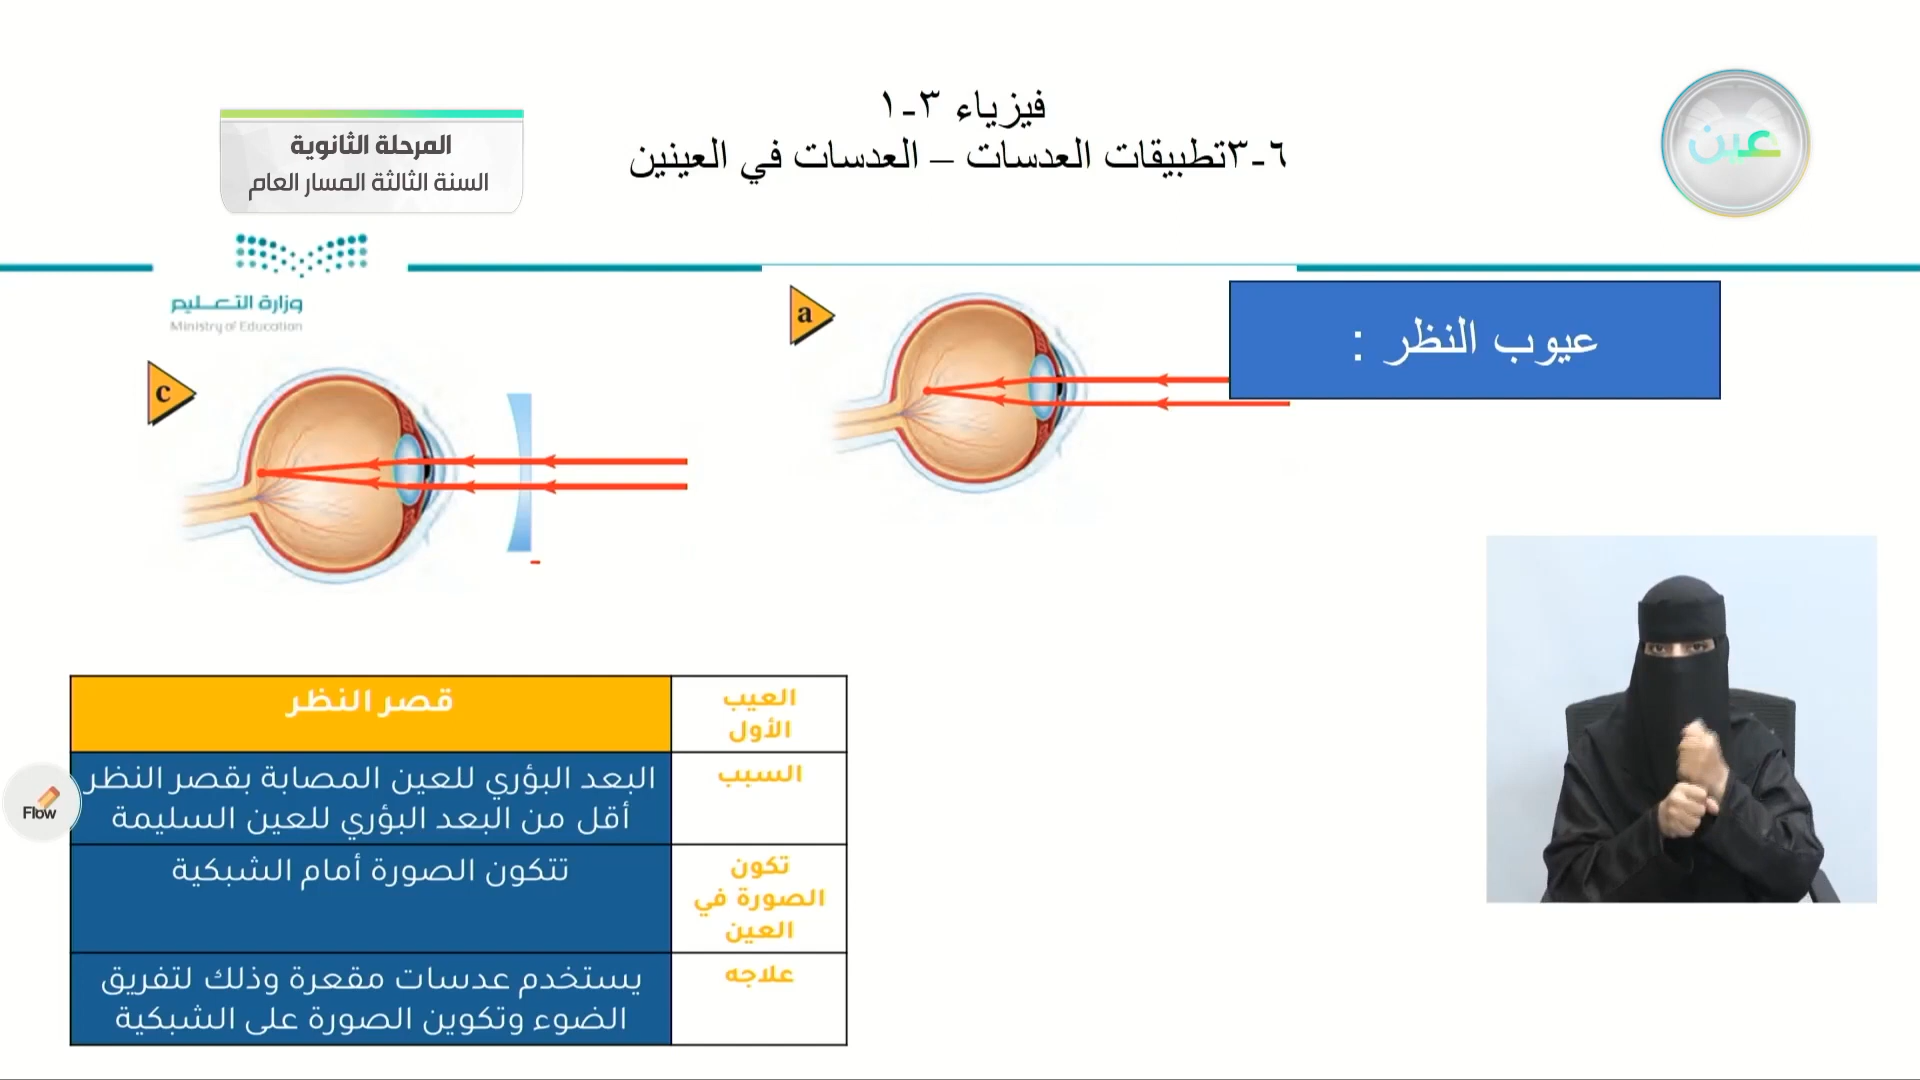 فيزياء ٣-١
٦-٣تطبيقات العدسات – العدسات في العينين
عين
المرحلة الثانوية
السنة الثالثة المسار العام
وزارة التعـــليم
Ministry of Education
عيوب النظر :
a
c
العيب الأول
قصر النظر
السبب
البعد البؤري للعين المصابة بقصر النظر
أقل من البعد البؤري للعين السليمة
تكون
الصورة في
العين
تتكون الصورة أمام الشبكية
علاجه
يستخدم عدسات مقعرة وذلك لتفريق
الضوء وتكوين الصورة على الشبكية
Flow